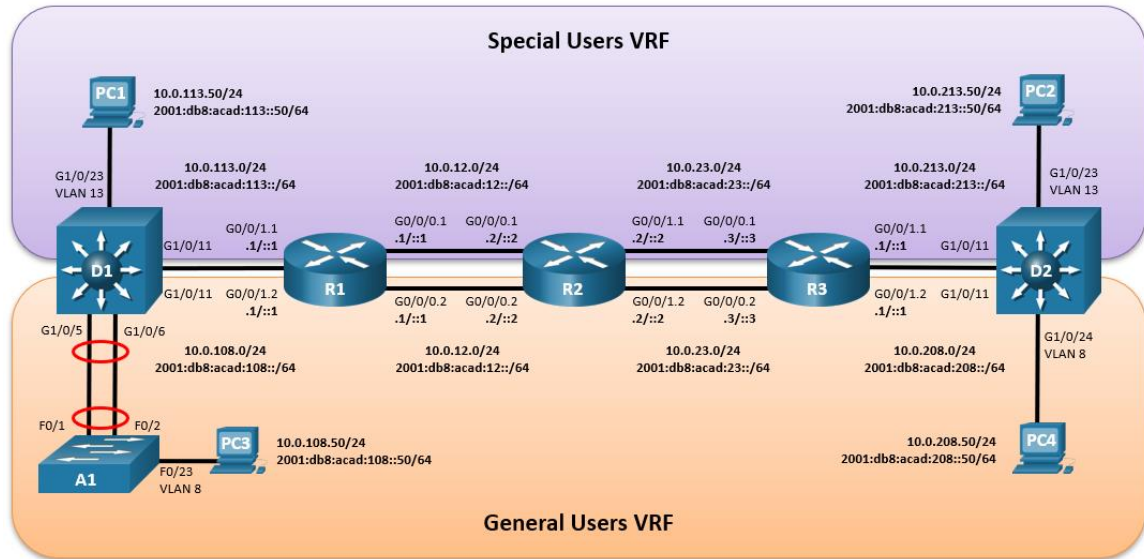 Special Users VRF
PC1
10.0.113.50/24
2001:db8:acad:113::50/64
10.0.213.50/24
2001:db8:acad:213::50/64
PC2
G1/0/23
VLAN 13
10.0.113.0/24
2001:db8:acad:113::/64
10.0.12.0/24
2001:db8:acad:12::/64
10.0.23.0/24
2001:db8:acad:23::/64
10.0.213.0/24
2001:db8:acad:213::/64
G1/0/23
VLAN 13
D1
G1/0/11
G0/0/1.1
.1/::1
R1
G0/0/0.1
.1/::1
G0/0/0.1
.2/::2
R2
G0/0/1.1
.2/::2
G0/0/0.1
.3/::3
R3
G0/0/1.1
.1/::1
G1/0/11
D2
G1/0/11
G0/0/1.2
.1/::1
G0/0/0.2
.1/::1
G0/0/0.2
.2/::2
G0/0/1.2
.2/::2
G0/0/0.2
.3/::3
G0/0/1.2
.1/::1
G1/0/11
G1/0/5
G1/0/6
10.0.108.0/24
2001:db8:acad:108::/64
10.0.12.0/24
2001:db8:acad:12::/64
10.0.23.0/24
2001:db8:acad:23::/64
10.0.208.0/24
2001:db8:acad:208::/64
G1/0/24
VLAN 8
F0/1
F0/2
A1
F0/23
VLAN 8
PC3
10.0.108.50/24
2001:db8:acad:108::50/64
10.0.208.50/24
2001:db8:acad:208::50/64
PC4
General Users VRF